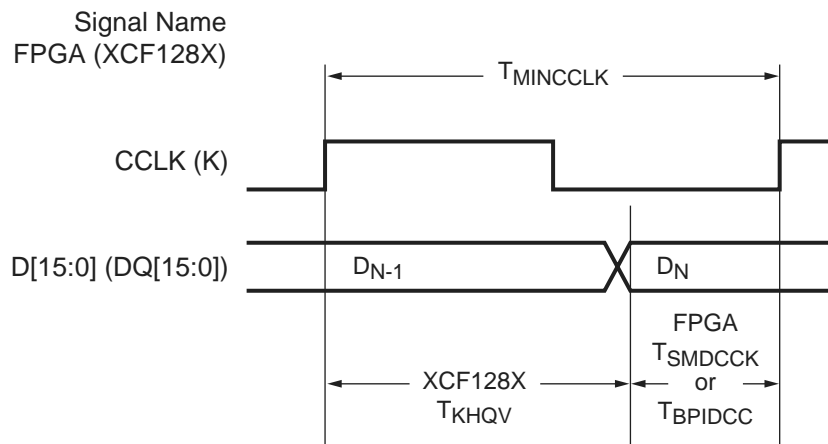 Signal Name
FPGA (XCF128X)
TMINCCLK
CCLK (K)
D[15:0] (DQ[15:0])
DN-1
DN
XCF128X
TKHQV
FPGA
TSMDCCK
or
TBPIDCC